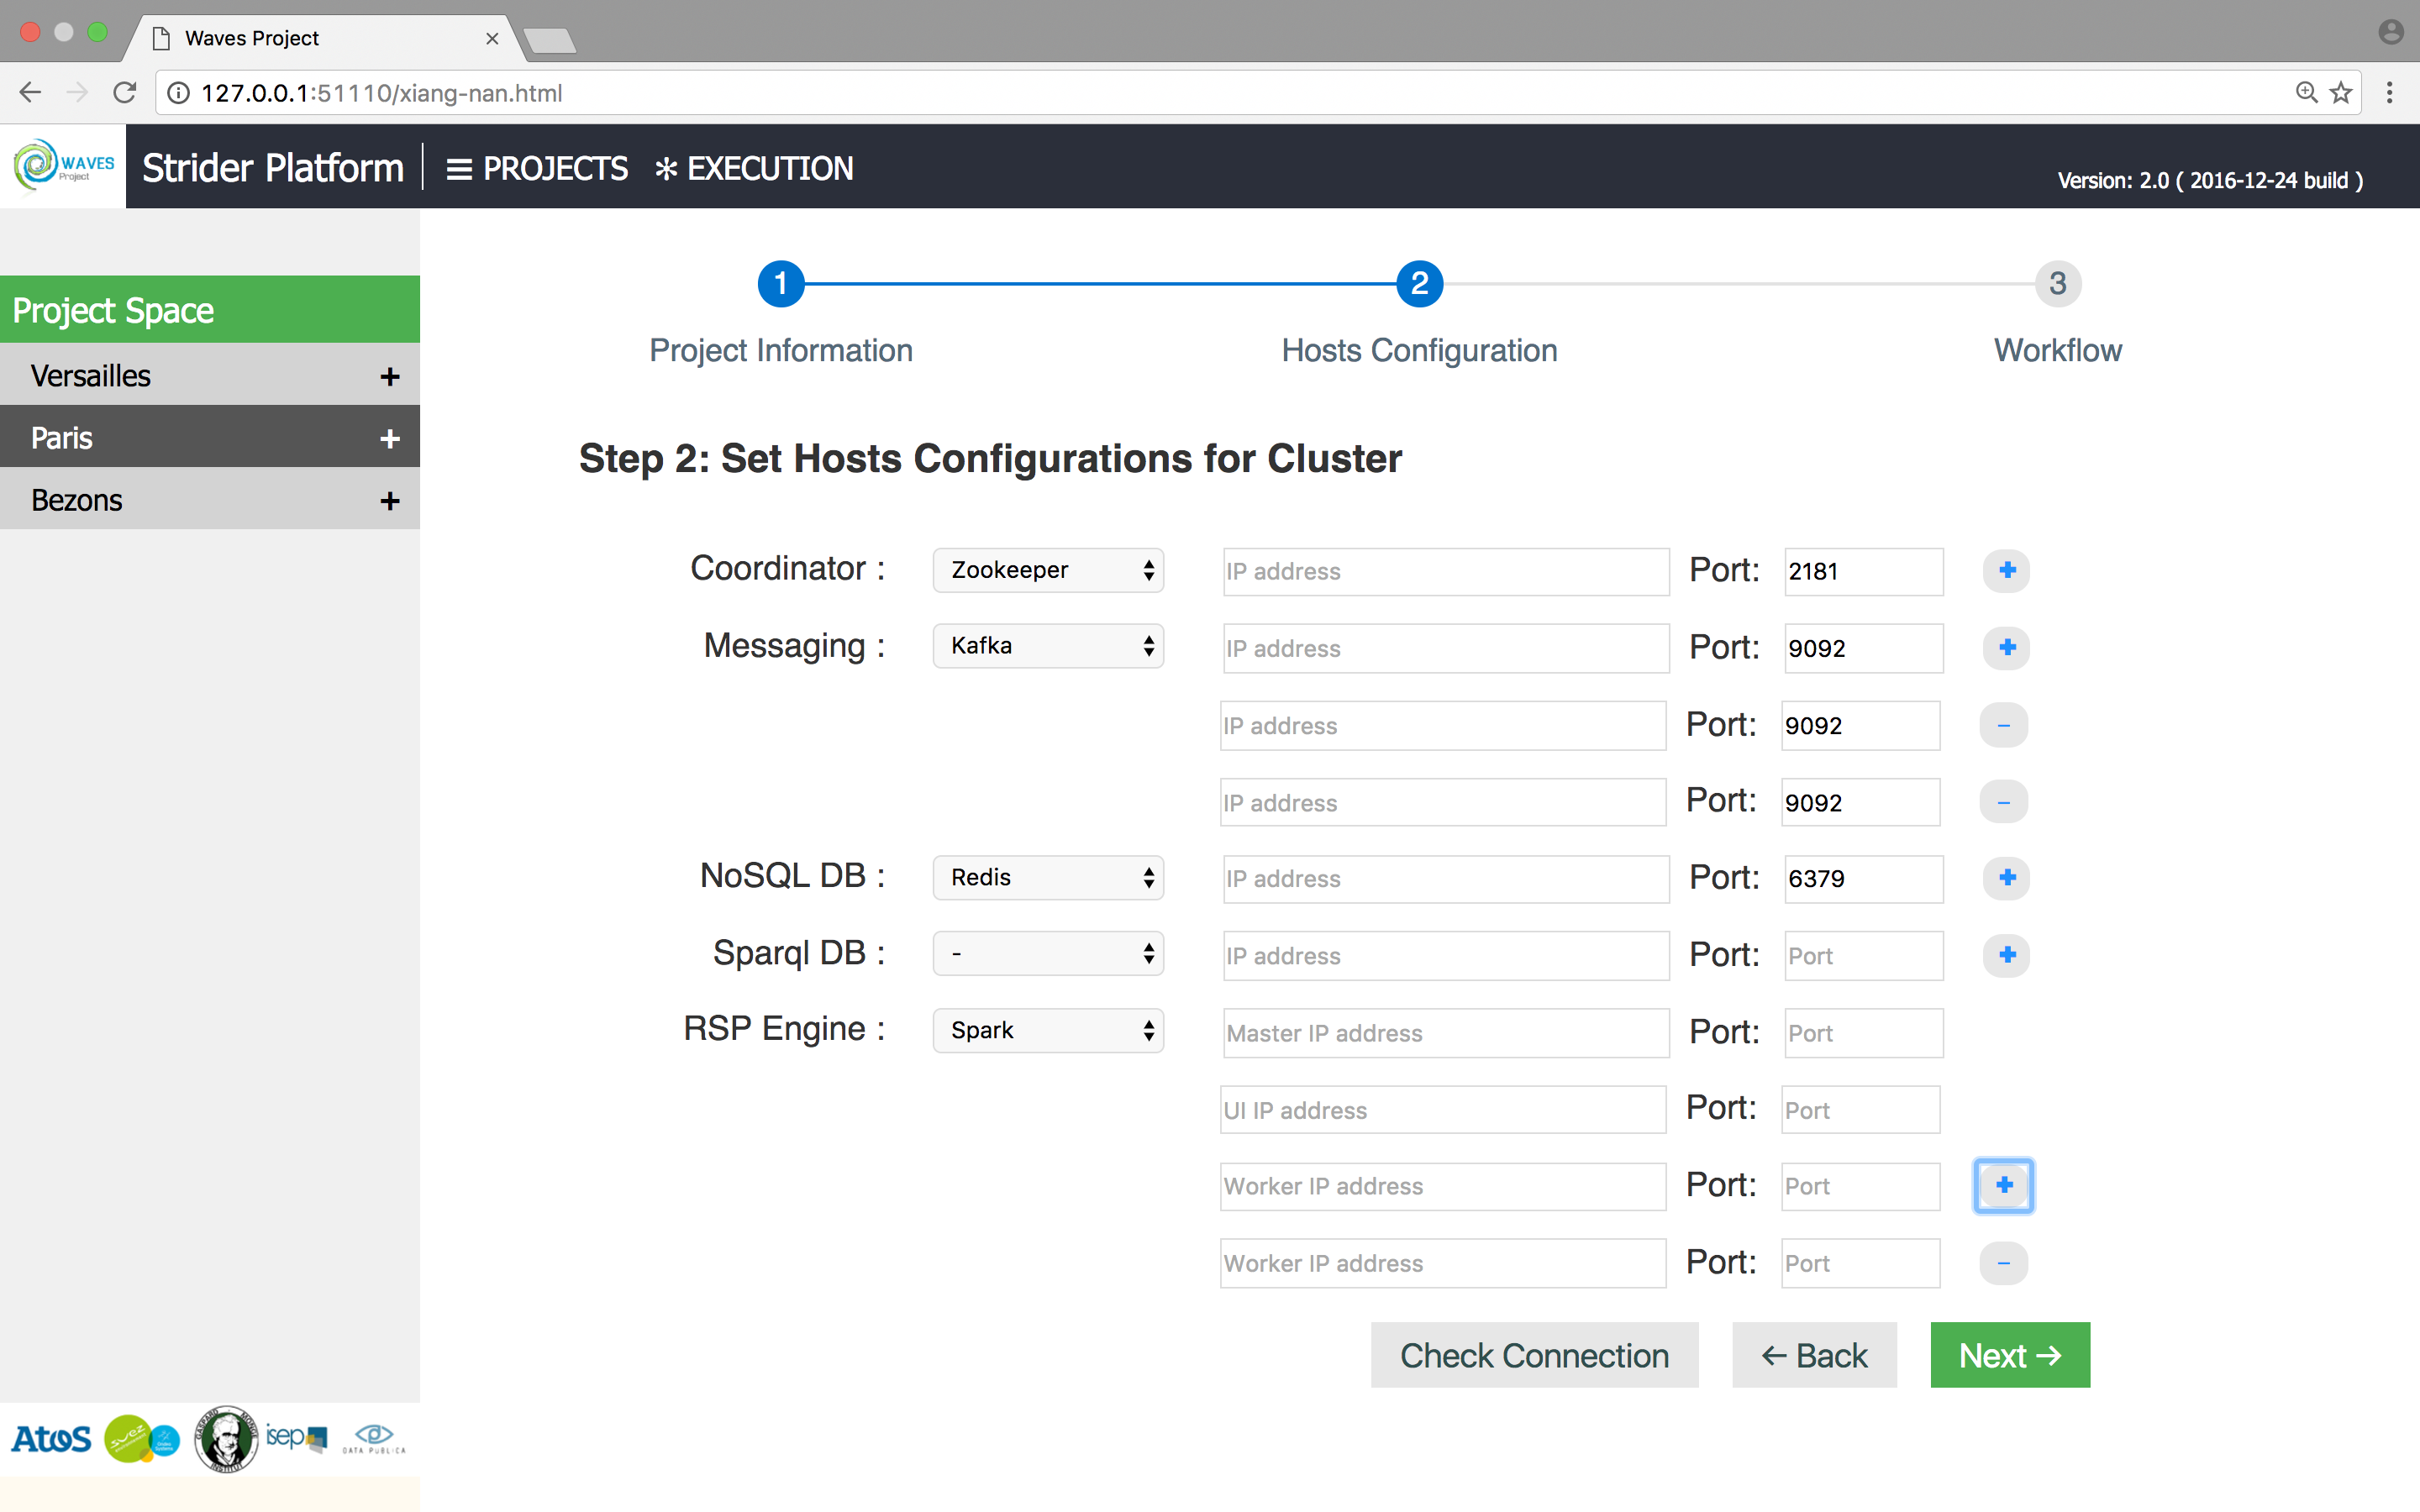 Waves Project
127.0.0.1:51110/xiang-nan.html
WAVES
Project
Strider Platform
PROJECTS
EXECUTION
Version: 2.0 ( 2016-12-24 build )
Project Space
Versailles +
Paris +
Bezons +
1
2
3
Project Information
Hosts Configuration
Workflow
Step 2: Set Hosts Configurations for Cluster
Coordinator : Zookeeper IP address Port: 2181 +
Messaging : Kafka IP address Port: 9092 +
IP address Port: 9092 -
IP address Port: 9092 -
NoSQL DB : Redis IP address Port: 6379 +
Sparql DB : - IP address Port: Port +
RSP Engine : Spark Master IP address Port: Port
UI IP address Port: Port
Worker IP address Port: Port +
Worker IP address Port: Port -
Check Connection
← Back
Next →
Atos
isep
DATA PUBLICA